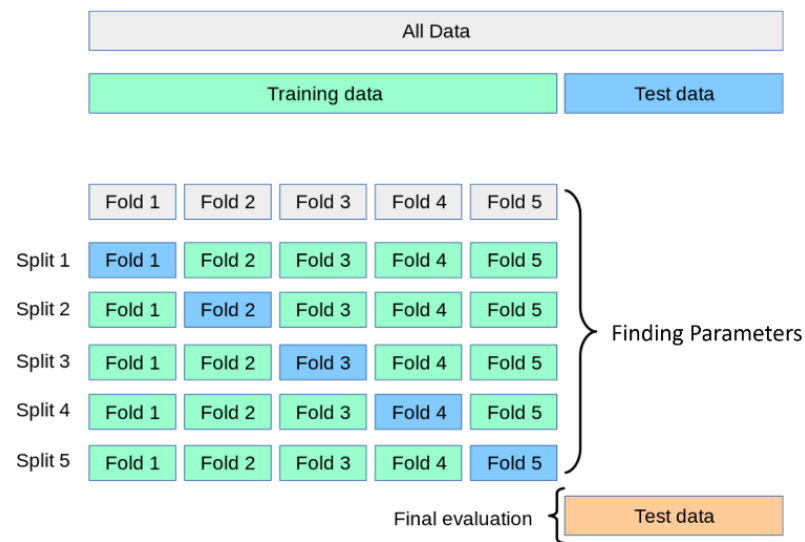 All Data
Training data Test data
Fold 1 Fold 2 Fold 3 Fold 4 Fold 5
Split 1 Fold 1 Fold 2 Fold 3 Fold 4 Fold 5
Split 2 Fold 1 Fold 2 Fold 3 Fold 4 Fold 5
Finding Parameters
Split 3 Fold 1 Fold 2 Fold 3 Fold 4 Fold 5
Split 4 Fold 1 Fold 2 Fold 3 Fold 4 Fold 5
Split 5 Fold 1 Fold 2 Fold 3 Fold 4 Fold 5
Final evaluation Test data